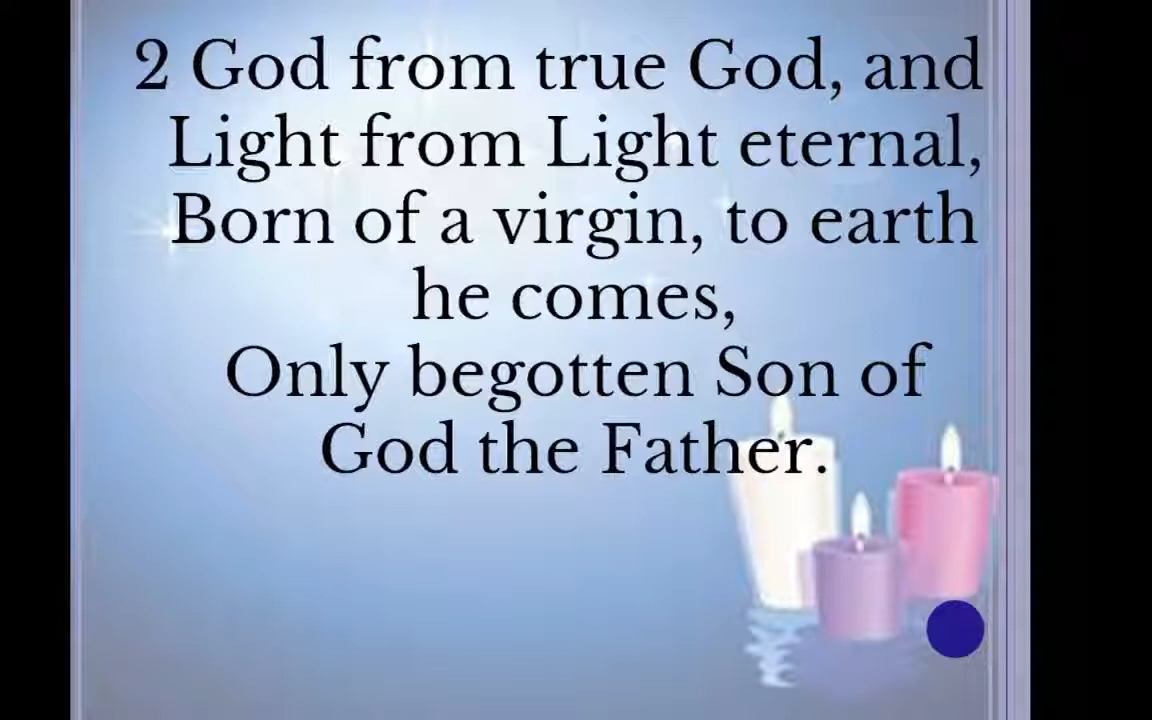 2 God from true God, and
Light from Light eternal,
Born of a virgin, to earth
he comes,
Only begotten Son of
God the Father.